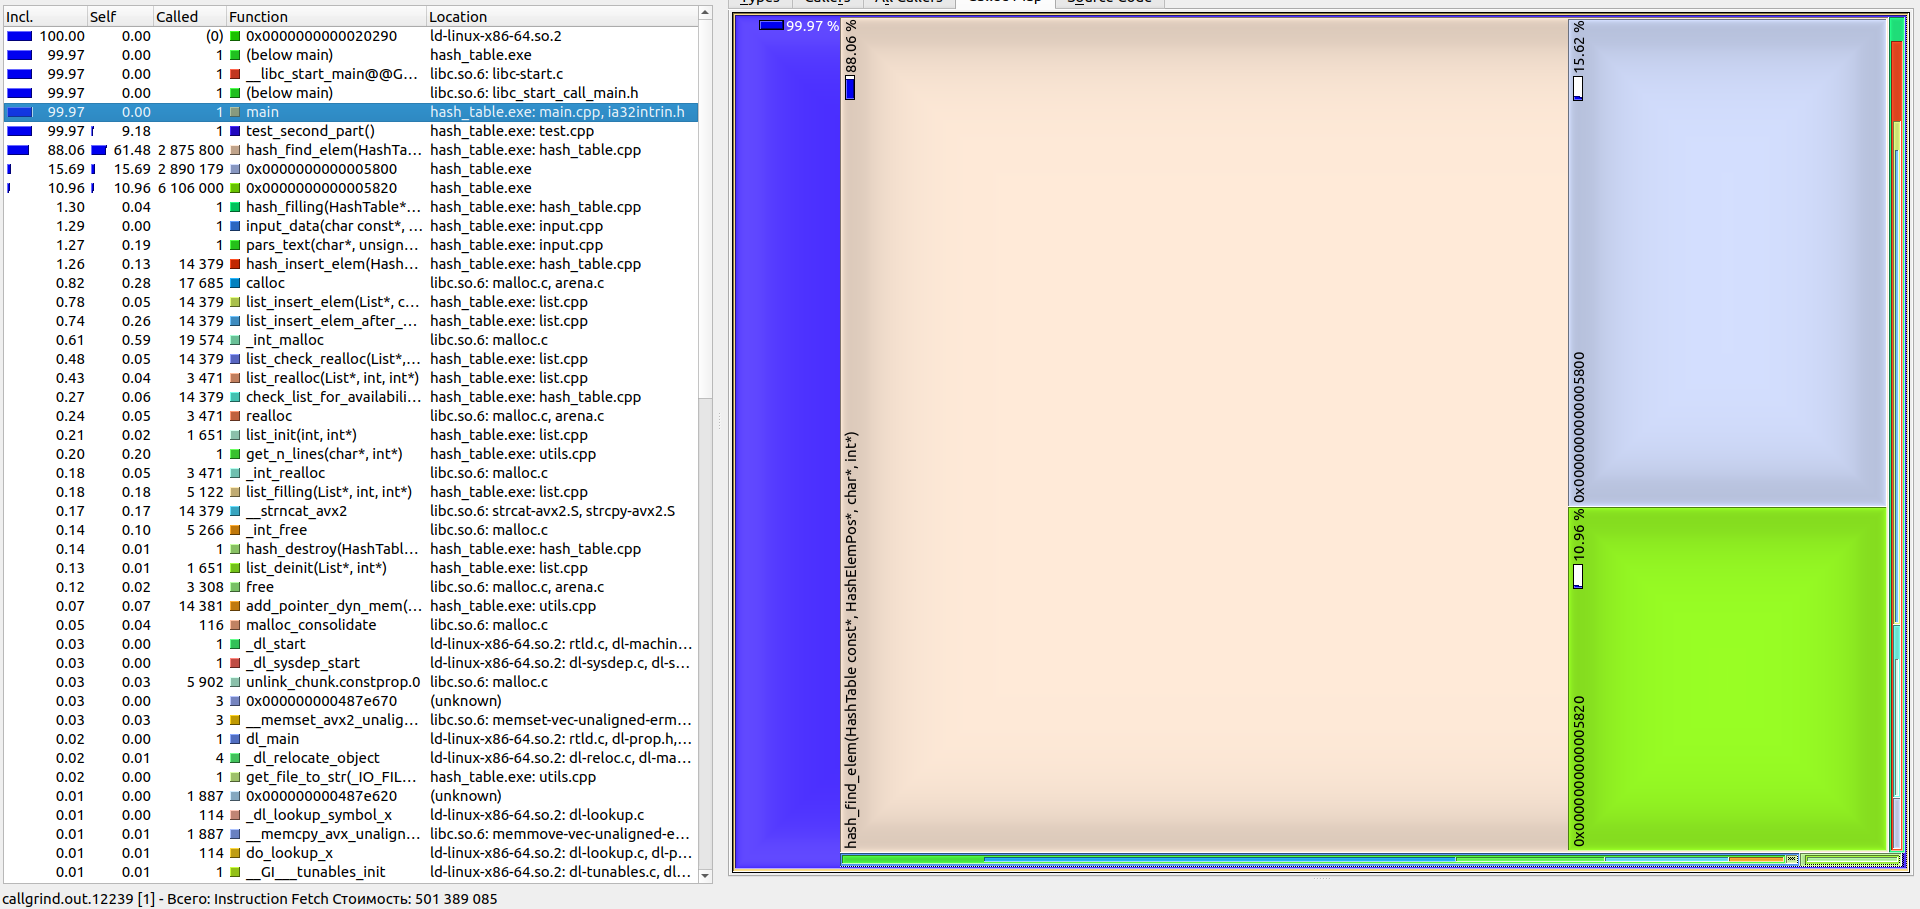 Types Callers All Callers Callee Map Source Code
Incl. Self Called Function Location
100.00 0.00 (0) 0x0000000000020290 ld-linux-x86-64.so.2
99.97 0.00 1 (below main) hash_table.exe
99.97 0.00 1 __libc_start_main@@G... libc.so.6: libc-start.c
99.97 0.00 1 (below main) libc.so.6: libc_start_call_main.h
99.97 0.00 1 main hash_table.exe: main.cpp, ia32intrin.h
99.97 9.18 1 test_second_part() hash_table.exe: test.cpp
88.06 61.48 2 875 800 hash_find_elem(HashTa... hash_table.exe: hash_table.cpp
15.69 15.69 2 890 179 0x0000000000005800 hash_table.exe
10.96 10.96 6 106 000 0x0000000000005820 hash_table.exe
1.30 0.04 1 hash_filling(HashTable*... hash_table.exe: hash_table.cpp
1.29 0.00 1 input_data(char const*, ... hash_table.exe: input.cpp
1.27 0.19 1 pars_text(char*, unsign... hash_table.exe: input.cpp
1.26 0.13 14 379 hash_insert_elem(Hash... hash_table.exe: hash_table.cpp
0.82 0.28 17 685 calloc libc.so.6: malloc.c, arena.c
0.78 0.05 14 379 list_insert_elem(List*, c... hash_table.exe: list.cpp
0.74 0.26 14 379 list_insert_elem_after_... hash_table.exe: list.cpp
0.61 0.59 19 574 _int_malloc libc.so.6: malloc.c
0.48 0.05 14 379 list_check_realloc(List*,... hash_table.exe: list.cpp
0.43 0.04 3 471 list_realloc(List*, int, int*) hash_table.exe: list.cpp
0.27 0.06 14 379 check_list_for_availabili... hash_table.exe: hash_table.cpp
0.24 0.05 3 471 realloc libc.so.6: malloc.c, arena.c
0.21 0.02 1 651 list_init(int, int*) hash_table.exe: list.cpp
0.20 0.20 1 get_n_lines(char*, int*) hash_table.exe: utils.cpp
0.18 0.05 3 471 _int_realloc libc.so.6: malloc.c
0.18 0.18 5 122 list_filling(List*, int, int*) hash_table.exe: list.cpp
0.17 0.17 14 379 __strncat_avx2 libc.so.6: strcat-avx2.S, strcpy-avx2.S
0.14 0.10 5 266 _int_free libc.so.6: malloc.c
0.14 0.01 1 hash_destroy(HashTabl... hash_table.exe: hash_table.cpp
0.13 0.01 1 651 list_deinit(List*, int*) hash_table.exe: list.cpp
0.12 0.02 3 308 free libc.so.6: malloc.c, arena.c
0.07 0.07 14 381 add_pointer_dyn_mem(... hash_table.exe: utils.cpp
0.05 0.04 116 malloc_consolidate libc.so.6: malloc.c
0.03 0.00 1 _dl_start ld-linux-x86-64.so.2: rtld.c, dl-machin...
0.03 0.00 1 _dl_sysdep_start ld-linux-x86-64.so.2: dl-sysdep.c, dl-s...
0.03 0.03 5 902 unlink_chunk.constprop.0 libc.so.6: malloc.c
0.03 0.00 3 0x000000000487e670 (unknown)
0.03 0.03 3 __memset_avx2_unalig... libc.so.6: memset-vec-unaligned-erm...
0.02 0.00 1 dl_main ld-linux-x86-64.so.2: rtld.c, dl-prop.h,...
0.02 0.01 4 _dl_relocate_object ld-linux-x86-64.so.2: dl-reloc.c, dl-ma...
0.02 0.00 1 get_file_to_str(_IO_FIL... hash_table.exe: utils.cpp
0.01 0.00 1 887 0x000000000487e620 (unknown)
0.01 0.00 114 _dl_lookup_symbol_x ld-linux-x86-64.so.2: dl-lookup.c
0.01 0.01 1 887 __memcpy_avx_unalign... libc.so.6: memmove-vec-unaligned-e...
0.01 0.00 114 do_lookup_x ld-linux-x86-64.so.2: dl-lookup.c, dl-p...
0.01 0.01 1 __GI___tunables_init ld-linux-x86-64.so.2: dl-tunables.c, dl...
99.97 %
hash_find_elem(HashTable const*, HashElemPos*, char*, int*) 88.06 %
0x0000000000005800 15.62 %
0x0000000000005820 10.96 %
callgrind.out.12239 [1] - Всего: Instruction Fetch Стоимость: 501 389 085